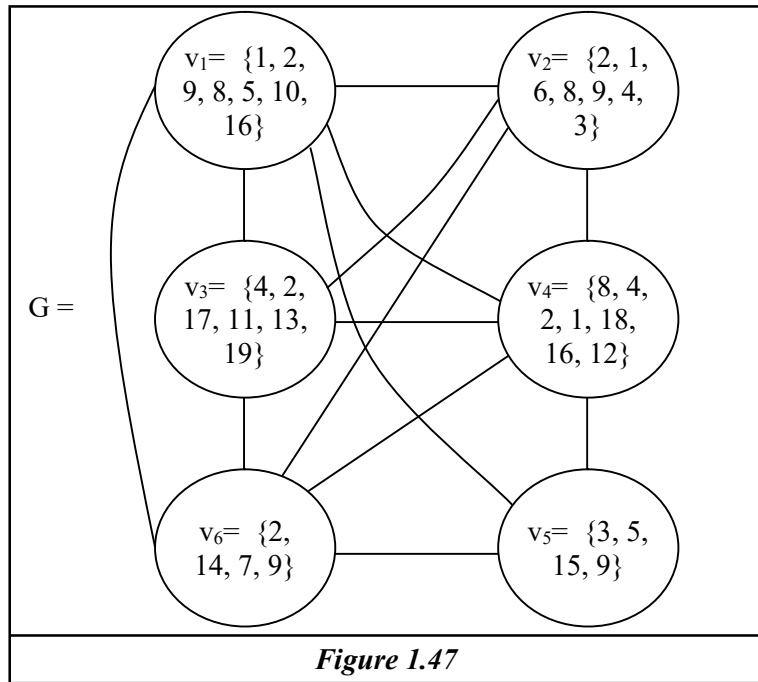 v₁= {1, 2,
9, 8, 5, 10,
16}
v₂= {2, 1,
6, 8, 9, 4,
3}
G =
v₃= {4, 2,
17, 11, 13,
19}
v₄= {8, 4,
2, 1, 18,
16, 12}
v₆= {2,
14, 7, 9}
v₅= {3, 5,
15, 9}
Figure 1.47